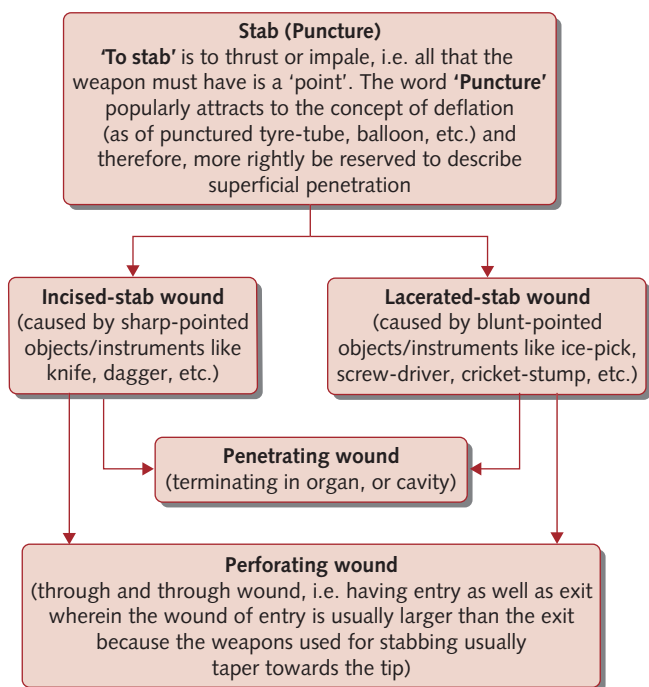 Stab (Puncture)
‘To stab’ is to thrust or impale, i.e. all that the
weapon must have is a ‘point’. The word ‘Puncture’
popularly attracts to the concept of deflation
(as of punctured tyre-tube, balloon, etc.) and
therefore, more rightly be reserved to describe
superficial penetration
Incised-stab wound
(caused by sharp-pointed
objects/instruments like
knife, dagger, etc.)
Lacerated-stab wound
(caused by blunt-pointed
objects/instruments like ice-pick,
screw-driver, cricket-stump, etc.)
Penetrating wound
(terminating in organ, or cavity)
Perforating wound
(through and through wound, i.e. having entry as well as exit
wherein the wound of entry is usually larger than the exit
because the weapons used for stabbing usually
taper towards the tip)